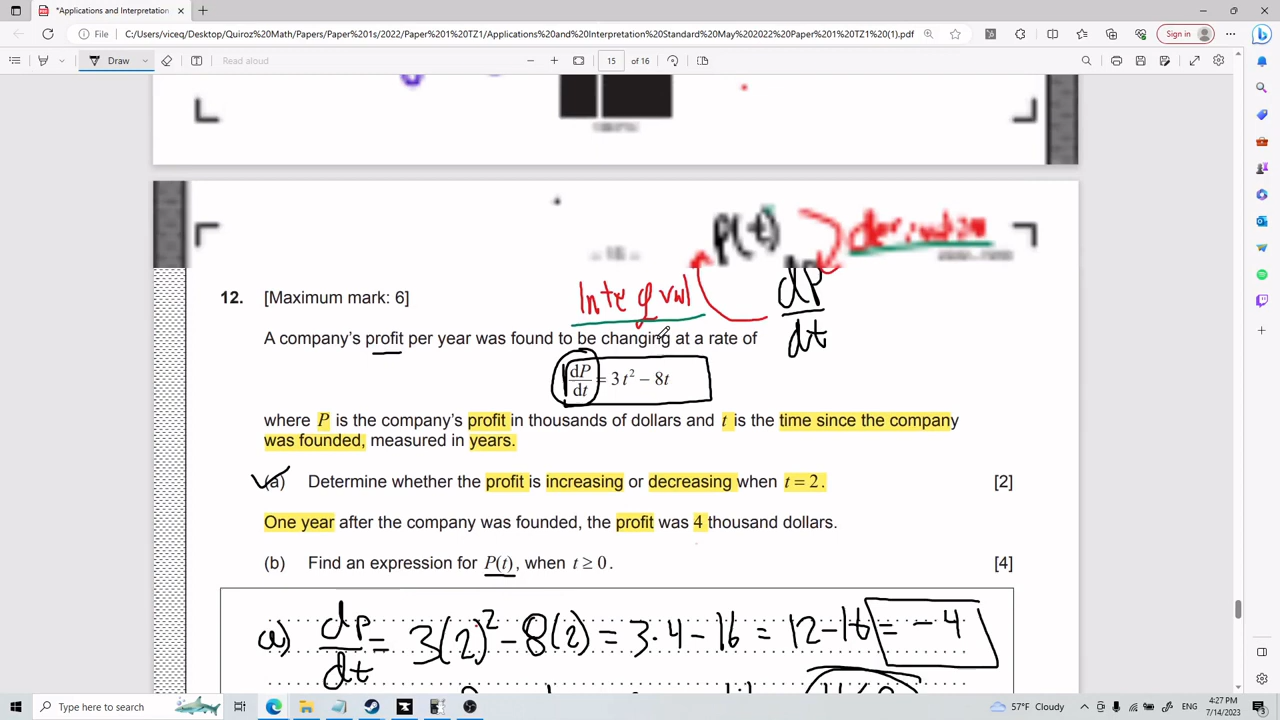 *Applications and Interpretation
File
C:/Users/viceq/Desktop/Quiroz%20Math/Papers/Paper%201s/2022/Paper%201%20TZ1/Applications%20and%20Interpretation%20Standard%20May%202022%20Paper%201%20TZ1%20(1).pdf
Sign in
Draw
Read aloud
15 of 16
P(t)
derivative
Integral
dP
dt
12. [Maximum mark: 6]
A company's profit per year was found to be changing at a rate of
dP/dt = 3t² − 8t
where P is the company's profit in thousands of dollars and t is the time since the company
was founded, measured in years.
(a) Determine whether the profit is increasing or decreasing when t = 2. [2]
One year after the company was founded, the profit was 4 thousand dollars.
(b) Find an expression for P(t), when t ≥ 0. [4]
a) dP/dt = 3(2)² − 8(2) = 3·4 − 16 = 12 − 16 = −4
Type here to search
57°F Cloudy
4:27 PM
7/14/2023